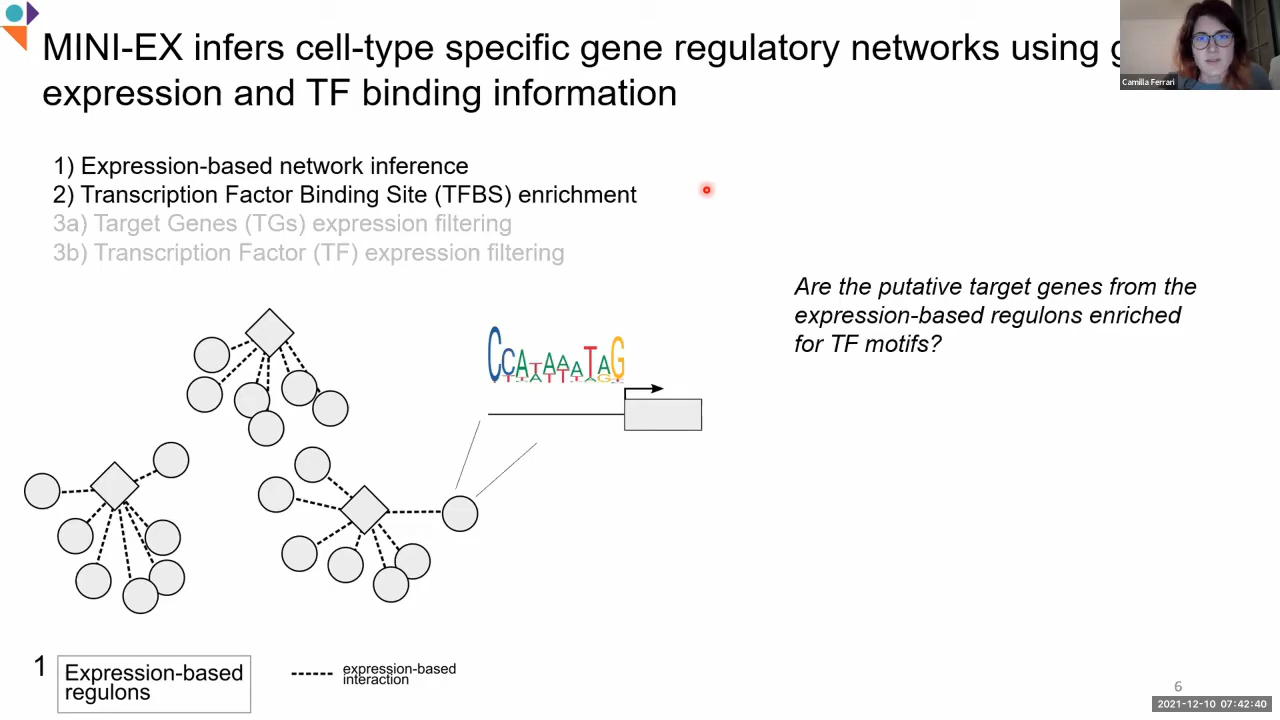 MINI-EX infers cell-type specific gene regulatory networks using g
expression and TF binding information
Camilla Ferrari
1) Expression-based network inference
2) Transcription Factor Binding Site (TFBS) enrichment
3a) Target Genes (TGs) expression filtering
3b) Transcription Factor (TF) expression filtering
Are the putative target genes from the
expression-based regulons enriched
for TF motifs?
CCATAAATAG
1
Expression-based
regulons
expression-based
interaction
6
2021-12-10 07:42:40